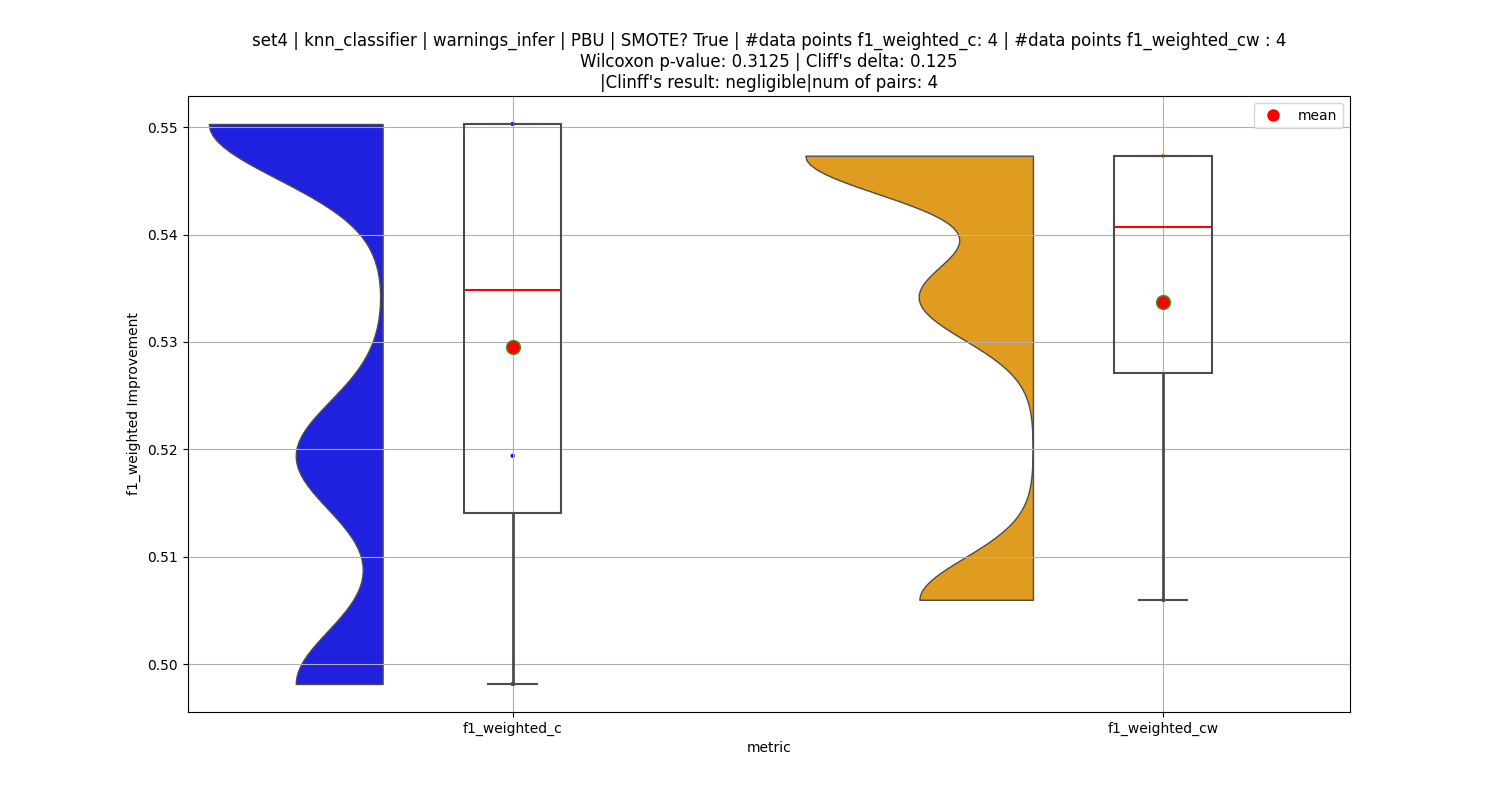 set4 | knn_classifier | warnings_infer | PBU | SMOTE? True | #data points f1_weighted_c: 4 | #data points f1_weighted_cw : 4
Wilcoxon p-value: 0.3125 | Cliff's delta: 0.125
|Clinff's result: negligible|num of pairs: 4
mean
0.55
0.54
0.53
0.52
0.51
0.50
f1_weighted Improvement
f1_weighted_c
f1_weighted_cw
metric